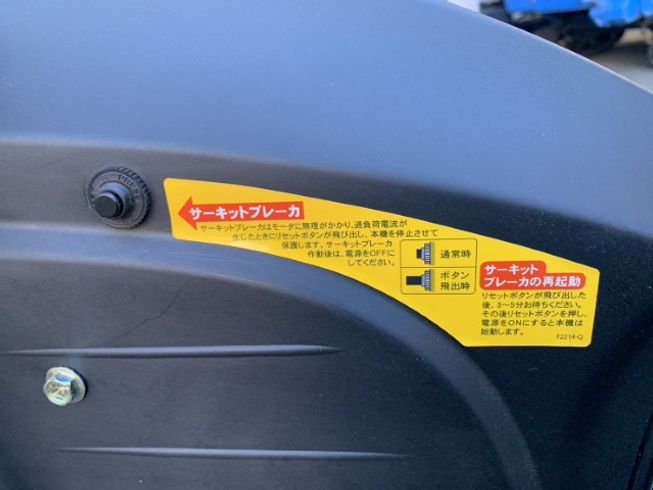 サーキットブレーカ
サーキットブレーカはモータに無理がかかり、過負荷電流が
生じたときにリセットボタンが飛び出し、本機を停止させて
保護します。サーキットブレーカ
作動後は、電源をOFFに
してください。
通常時
ボタン
飛出時
サーキット
ブレーカの再起動
リセットボタンが飛び出した
後、3〜5分お待ちください。
その後リセットボタンを押し、
電源をONにすると本機は
始動します。
F2214-Q